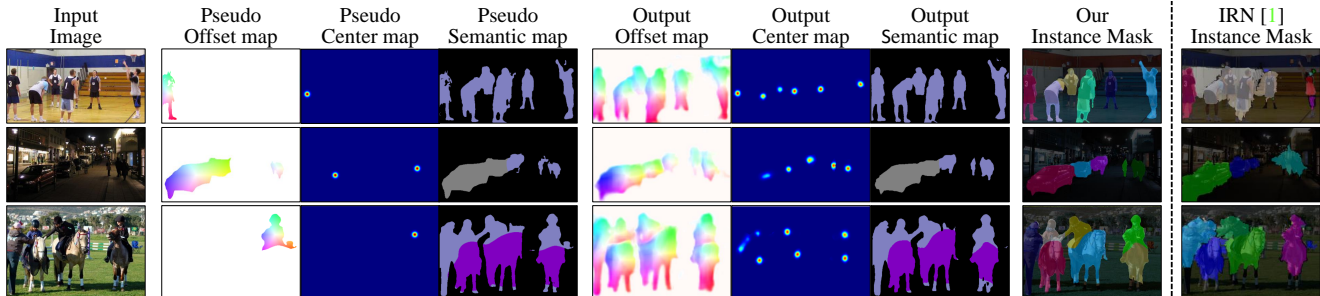 Input
Image
Pseudo
Offset map
Pseudo
Center map
Pseudo
Semantic map
Output
Offset map
Output
Center map
Output
Semantic map
Our
Instance Mask
IRN [1]
Instance Mask